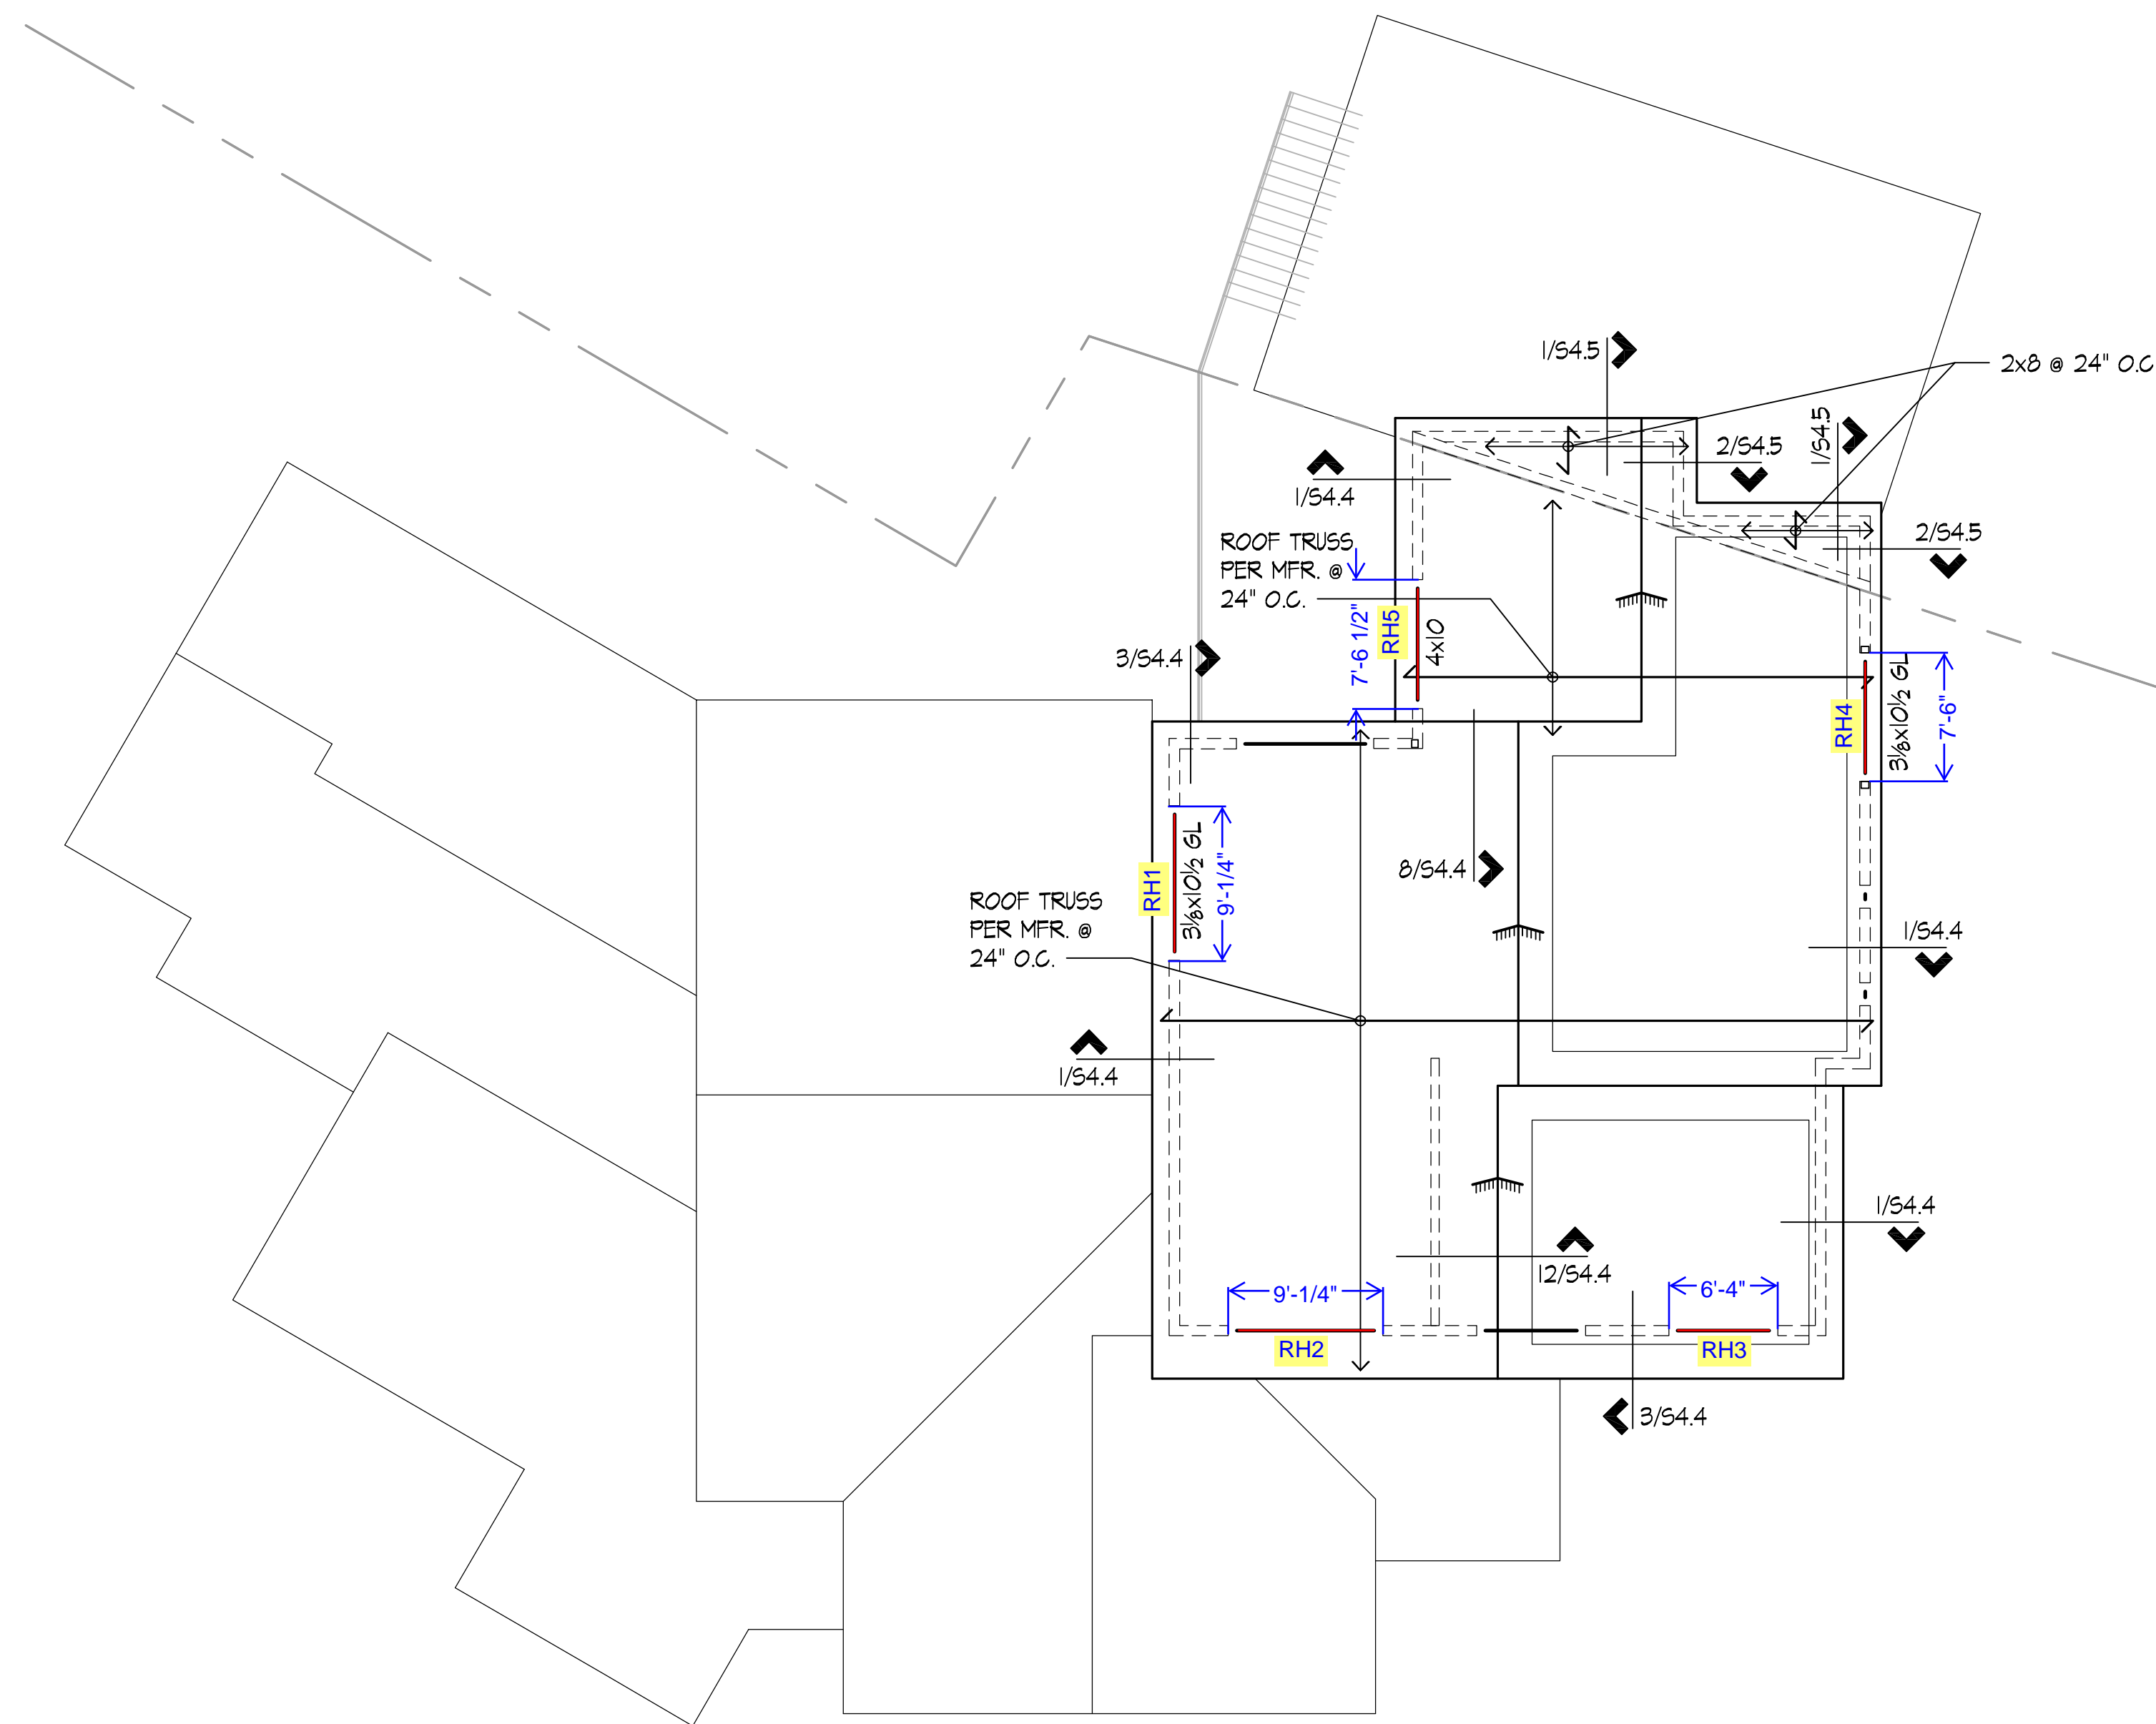 1/S4.5
2x8 @ 24" O.C
1/S4.5
2/S4.5
1/S4.4
2/S4.5
ROOF TRUSS
PER MFR. @
24" O.C.
7'-6 1/2"
RH5
4x10
3/S4.4
RH4
3⅛x10½ GL
7'-6"
RH1
3⅛x10½ GL
9'-1/4"
8/S4.4
ROOF TRUSS
PER MFR. @
24" O.C.
1/S4.4
1/S4.4
1/S4.4
12/S4.4
9'-1/4"
6'-4"
RH2
RH3
3/S4.4